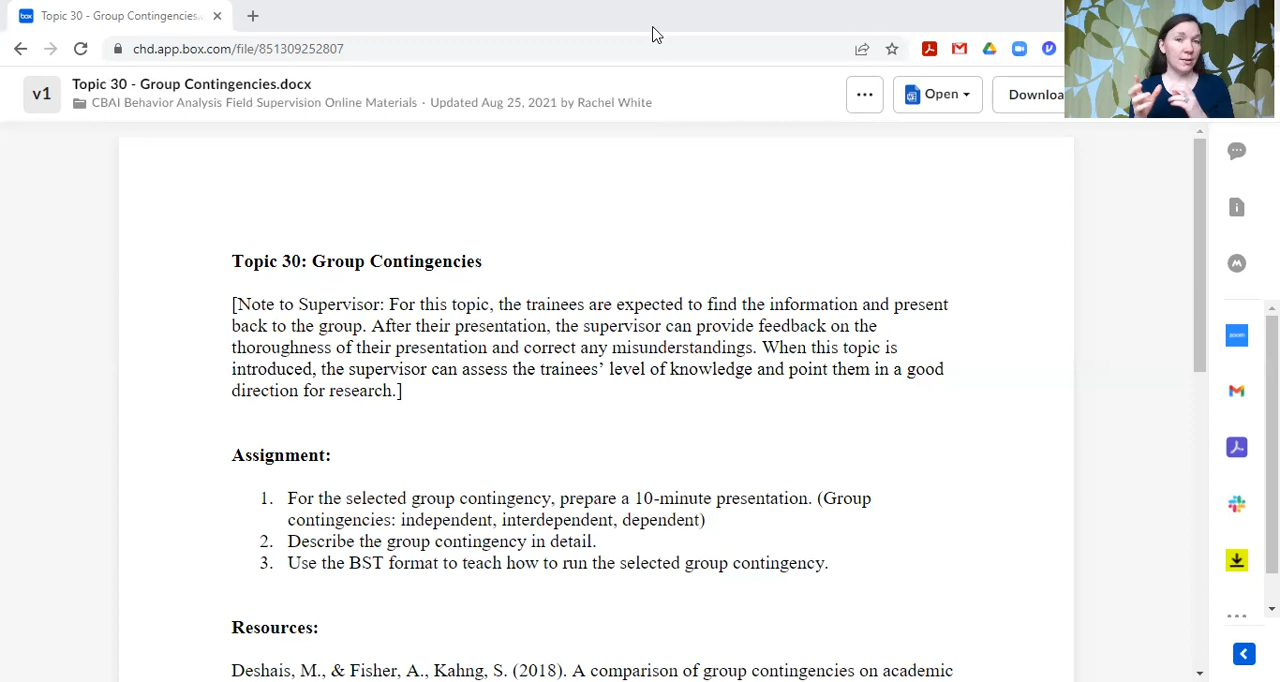 Topic 30 - Group Contingencies.
chd.app.box.com/file/851309252807
v1
Topic 30 - Group Contingencies.docx
CBAI Behavior Analysis Field Supervision Online Materials · Updated Aug 25, 2021 by Rachel White
Open
Downloa
Topic 30: Group Contingencies
[Note to Supervisor: For this topic, the trainees are expected to find the information and present
back to the group. After their presentation, the supervisor can provide feedback on the
thoroughness of their presentation and correct any misunderstandings. When this topic is
introduced, the supervisor can assess the trainees’ level of knowledge and point them in a good
direction for research.]
Assignment:
1. For the selected group contingency, prepare a 10-minute presentation. (Group
contingencies: independent, interdependent, dependent)
2. Describe the group contingency in detail.
3. Use the BST format to teach how to run the selected group contingency.
Resources:
Deshais, M., & Fisher, A., Kahng, S. (2018). A comparison of group contingencies on academic